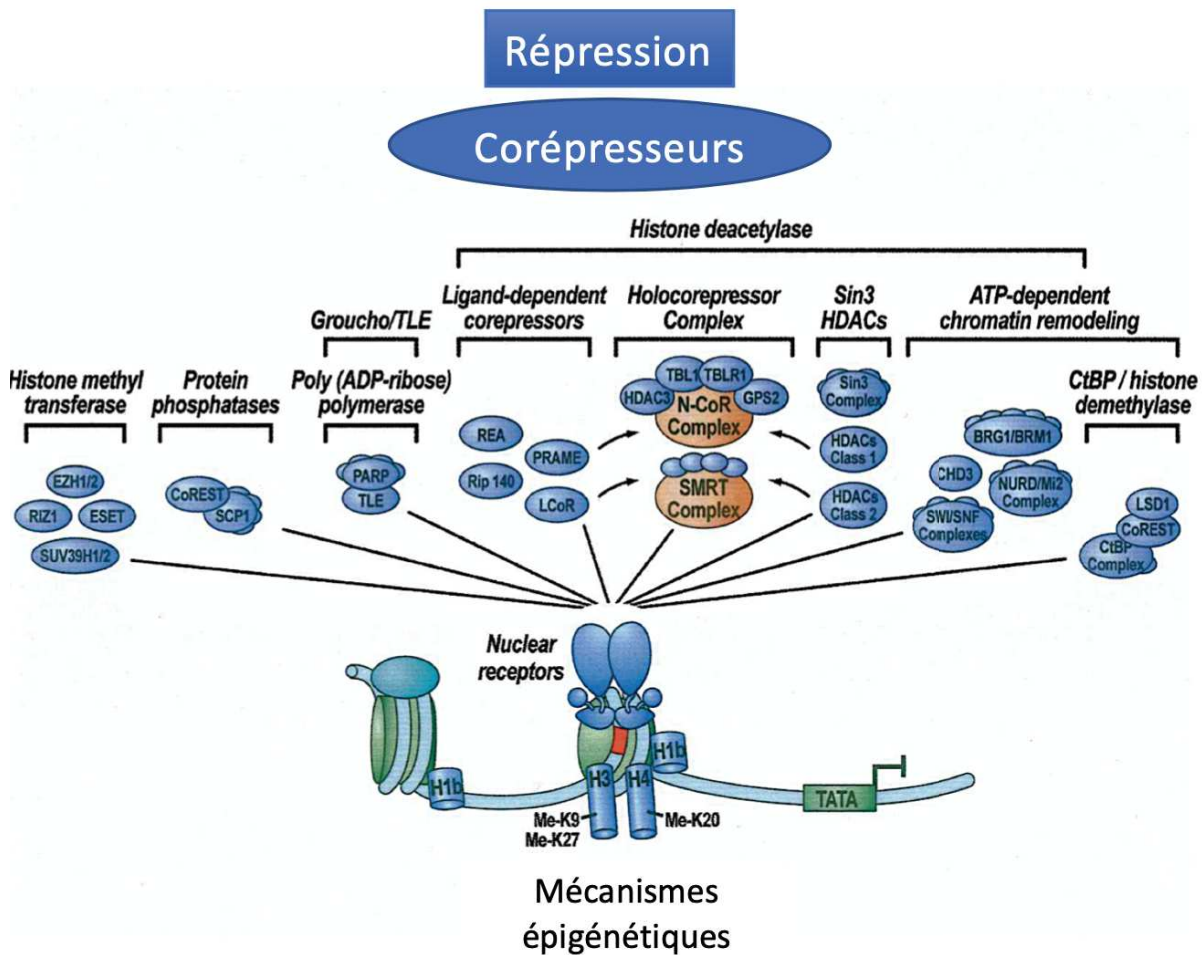 Répression
Corépresseurs
Histone deacetylase
Ligand-dependent
corepressors
Holocorepressor
Complex
Sin3
HDACs
ATP-dependent
chromatin remodeling
Groucho/TLE
Histone methyl
transferase
Protein
phosphatases
Poly (ADP-ribose)
polymerase
CtBP / histone
demethylase
EZH1/2
RIZ1
ESET
SUV39H1/2
CoREST
SCP1
PARP
TLE
REA
PRAME
Rip 140
LCoR
TBL1
TBLR1
HDAC3
GPS2
N-CoR
Complex
SMRT
Complex
Sin3
Complex
HDACs
Class 1
HDACs
Class 2
BRG1/BRM1
CHD3
NURD/Mi2
Complex
SWI/SNF
Complexes
LSD1
CoREST
CtBP
Complex
Nuclear
receptors
H1b
H3
H4
H1b
Me-K9
Me-K27
Me-K20
TATA
Mécanismes
épigénétiques